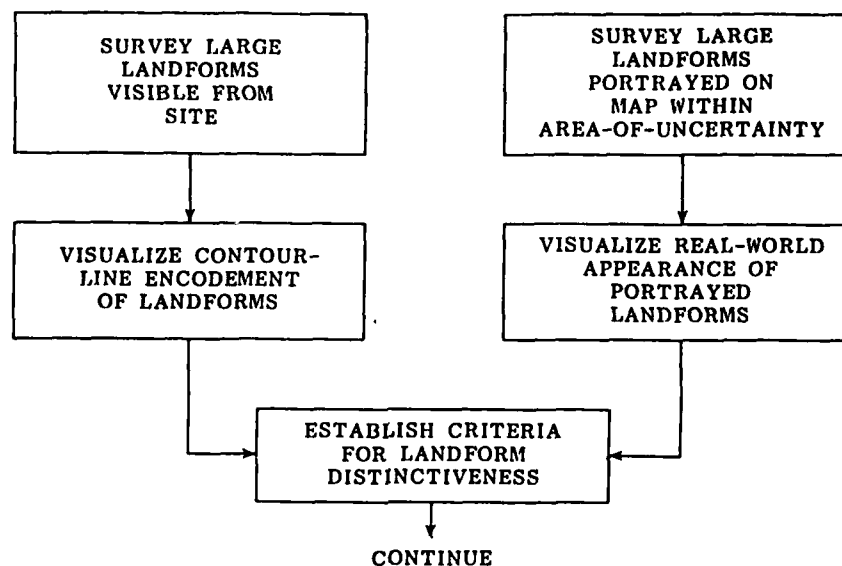 SURVEY LARGE
LANDFORMS
VISIBLE FROM
SITE
SURVEY LARGE
LANDFORMS
PORTRAYED ON
MAP WITHIN
AREA-OF-UNCERTAINTY
VISUALIZE CONTOUR-
LINE ENCODEMENT
OF LANDFORMS
VISUALIZE REAL-WORLD
APPEARANCE OF
PORTRAYED
LANDFORMS
ESTABLISH CRITERIA
FOR LANDFORM
DISTINCTIVENESS
CONTINUE